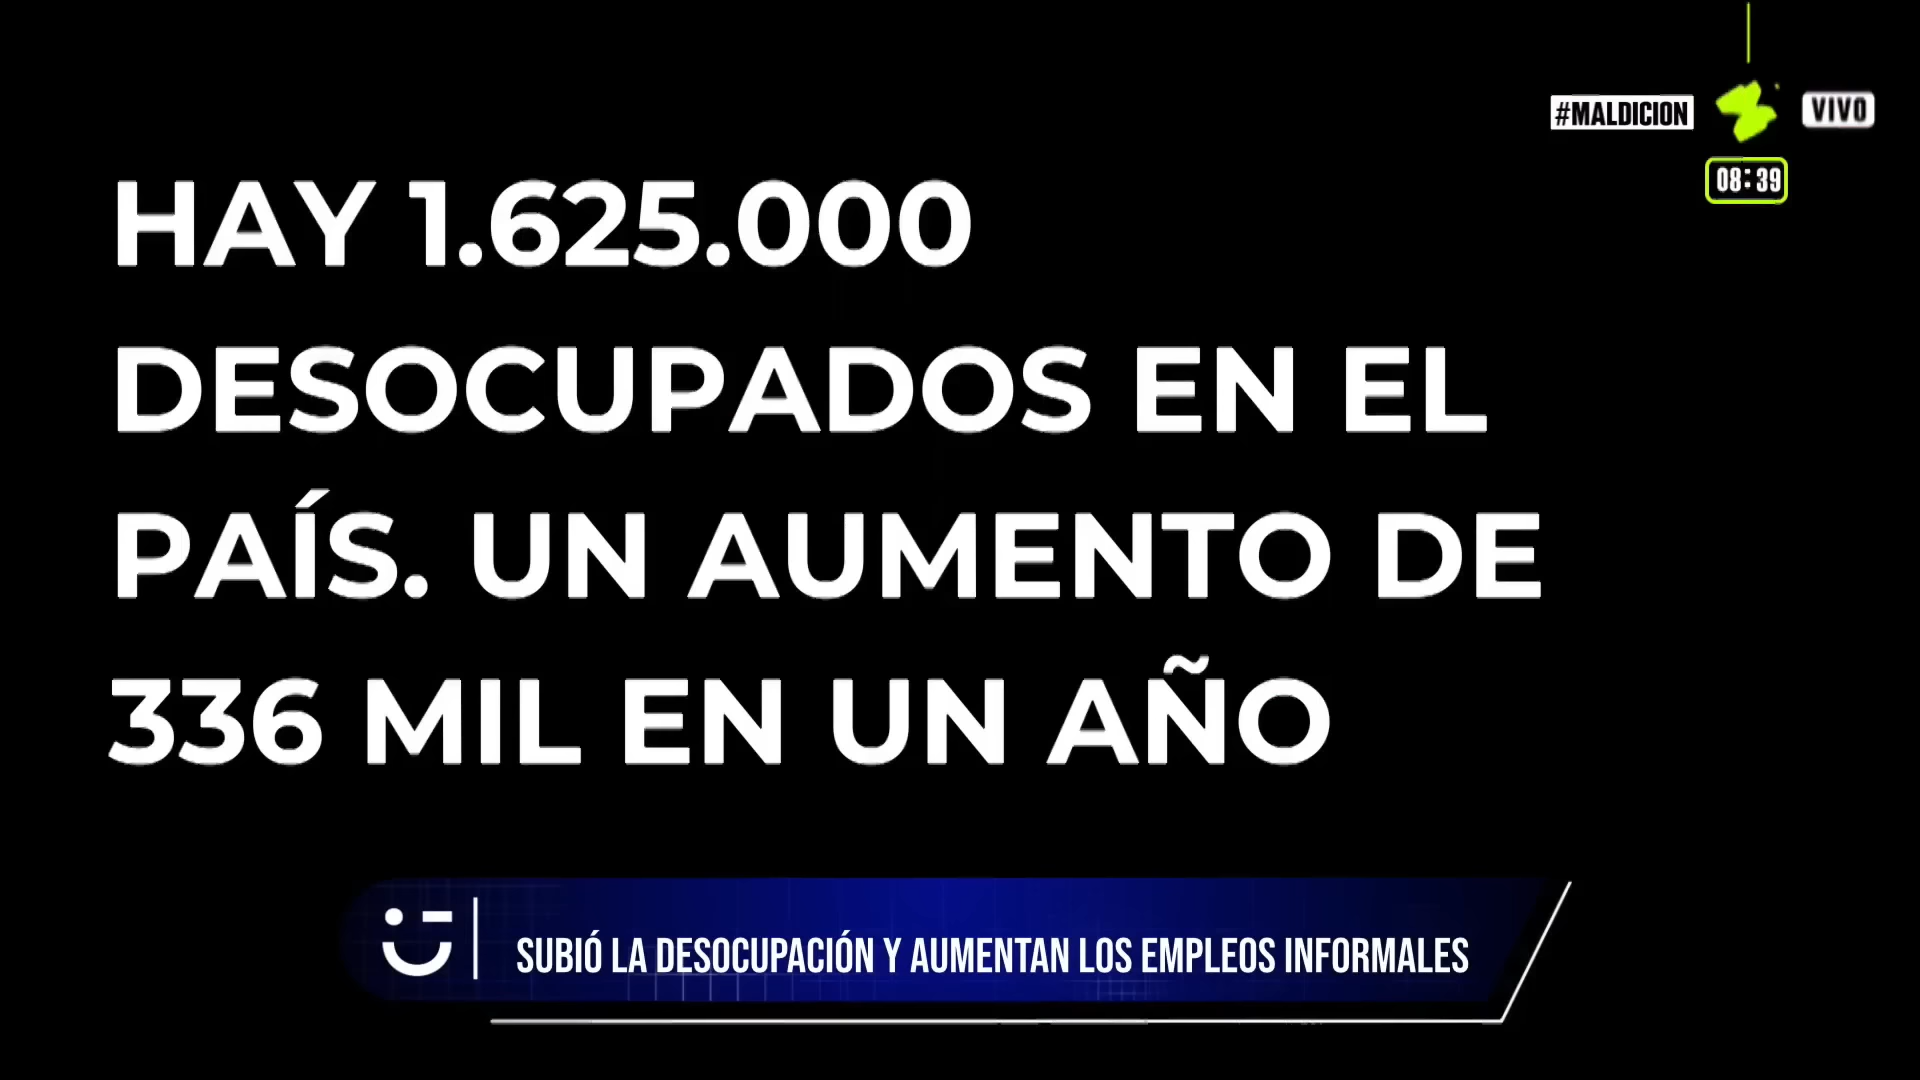 #MALDICION
VIVO
08:39
HAY 1.625.000
DESOCUPADOS EN EL
PAÍS. UN AUMENTO DE
336 MIL EN UN AÑO
SUBIÓ LA DESOCUPACIÓN Y AUMENTAN LOS EMPLEOS INFORMALES